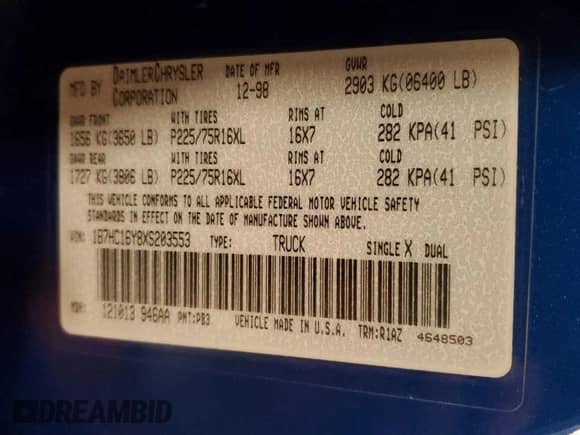 MFD BY DAIMLERCHRYSLER CORPORATION DATE OF MFR 12-98 GVWR 2903 KG(06400 LB)
GAWR FRONT WITH TIRES RIMS AT COLD
1656 KG(3650 LB) P225/75R16XL 16X7 282 KPA(41 PSI)
GAWR REAR WITH TIRES RIMS AT COLD
1727 KG(3806 LB) P225/75R16XL 16X7 282 KPA(41 PSI)
THIS VEHICLE CONFORMS TO ALL APPLICABLE FEDERAL MOTOR VEHICLE SAFETY
STANDARDS IN EFFECT ON THE DATE OF MANUFACTURE SHOWN ABOVE.
VIN: 1B7HC16Y8XS203553 TYPE: TRUCK SINGLE X DUAL
MDH: 121013 946AA PNT:PB3 VEHICLE MADE IN U.S.A. TRM:R1AZ 4648503
DREAMBID